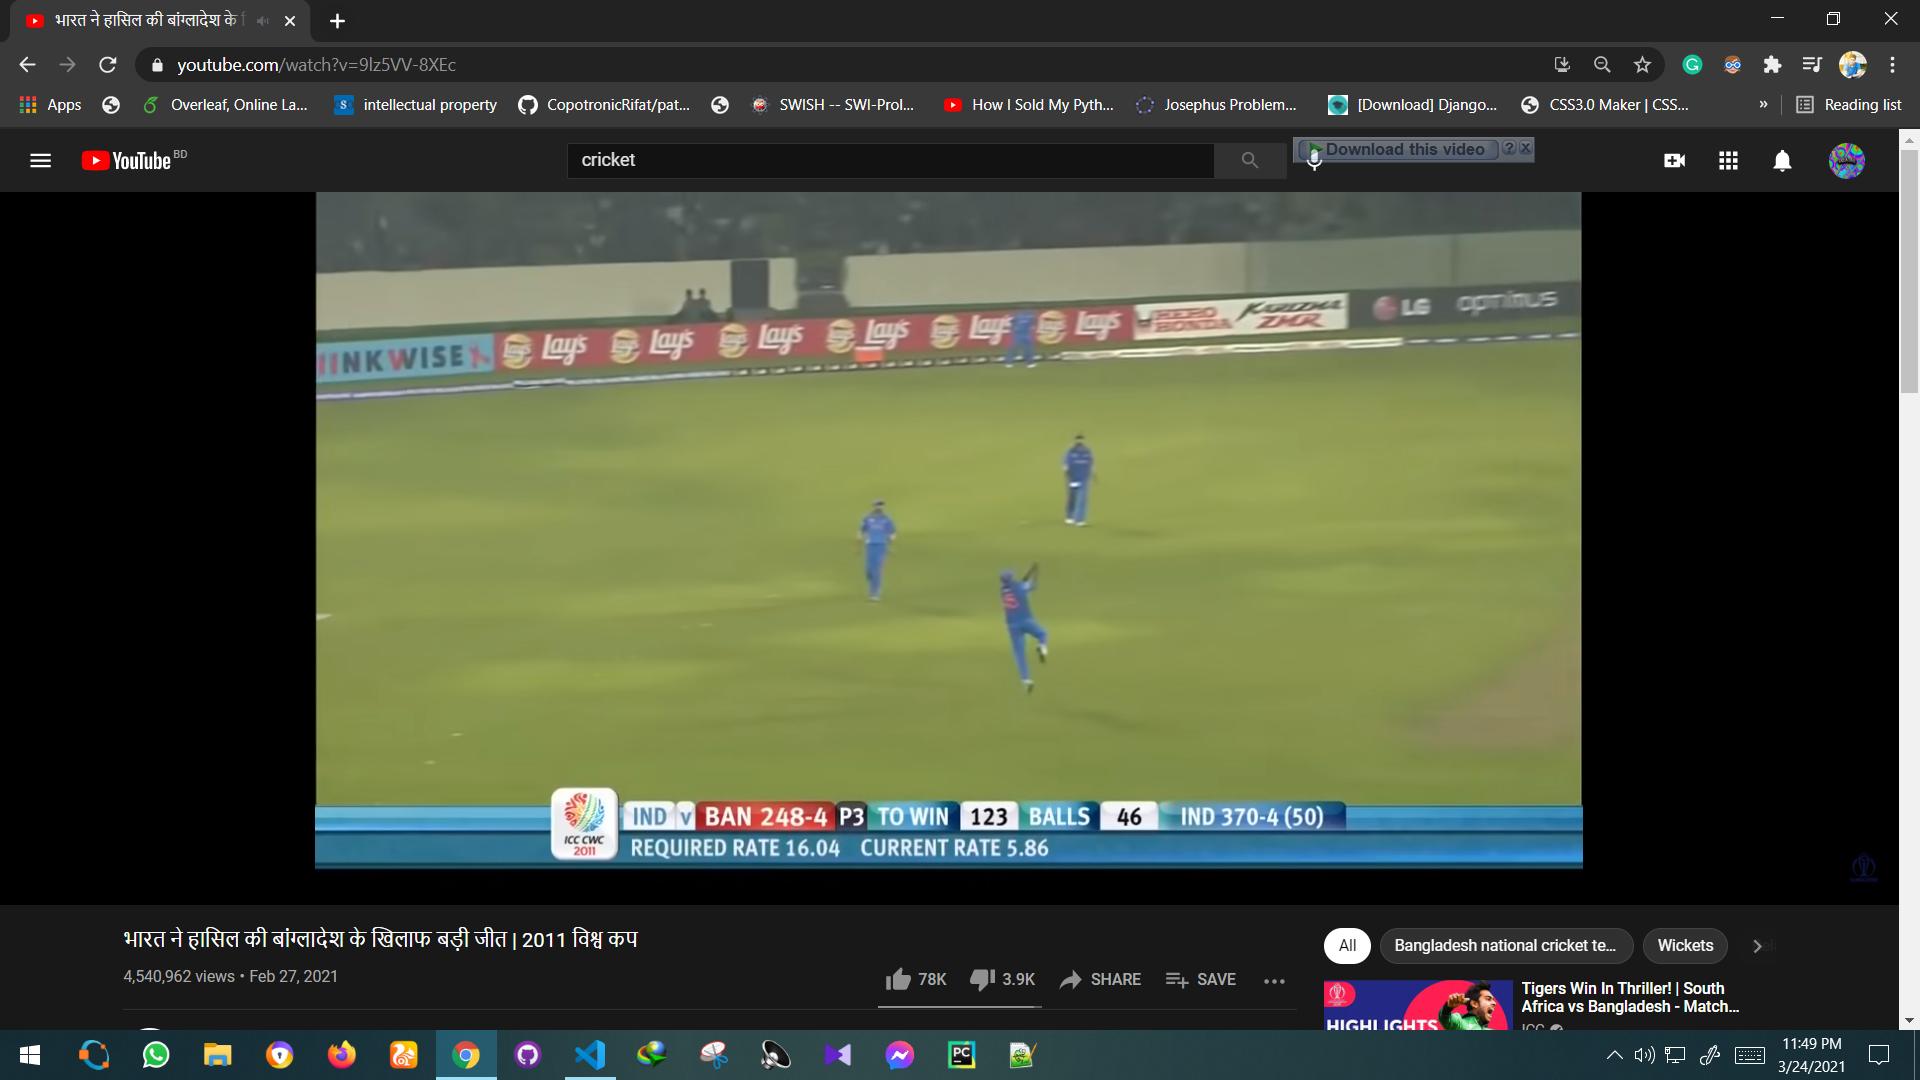 भारत ने हासिल की बांग्लादेश के
youtube.com/watch?v=9lz5VV-8XEc
Apps Overleaf, Online La... intellectual property CopotronicRifat/pat... SWISH -- SWI-Prol... How I Sold My Pyth... Josephus Problem... [Download] Django... CSS3.0 Maker | CSS... » Reading list
YouTube BD cricket Download this video ? X
HINKWISE Lay's Lay's Lay's Lay's Lay's Lay's HERO HONDA KARIZMA ZMR LG optimus
IND v BAN 248-4 P3 TO WIN 123 BALLS 46 IND 370-4 (50)
ICC CWC 2011
REQUIRED RATE 16.04 CURRENT RATE 5.86
भारत ने हासिल की बांग्लादेश के खिलाफ बड़ी जीत | 2011 विश्व कप
4,540,962 views • Feb 27, 2021
78K 3.9K SHARE SAVE
All Bangladesh national cricket te... Wickets
HIGHLIGHTS
Tigers Win In Thriller! | South
Africa vs Bangladesh - Match...
ICC
PC
11:49 PM
3/24/2021